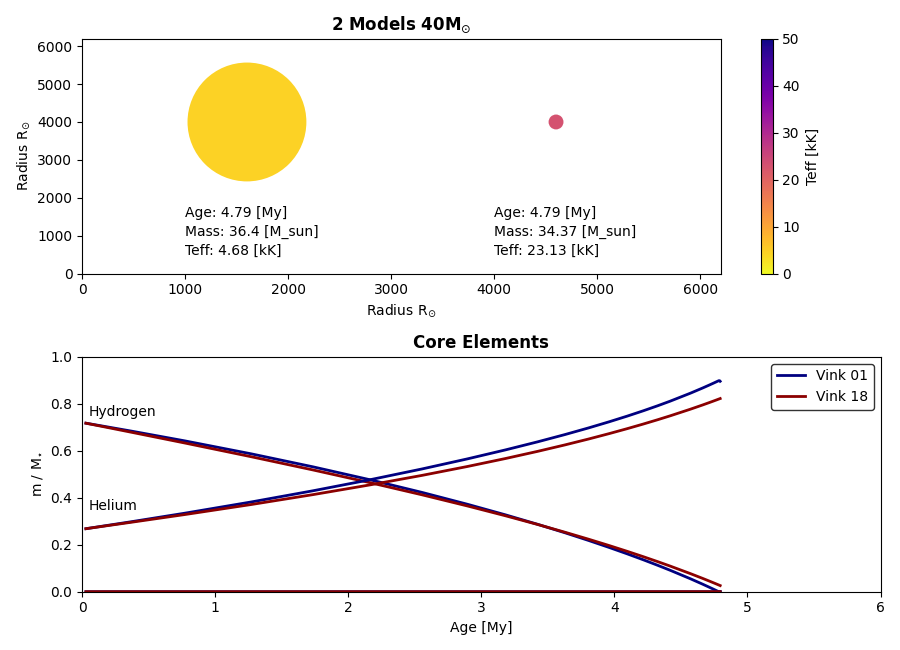 2 Models 40M⊙
6000
5000
4000
3000
2000
1000
0
Radius R⊙
Age: 4.79 [My]
Mass: 36.4 [M_sun]
Teff: 4.68 [kK]
Age: 4.79 [My]
Mass: 34.37 [M_sun]
Teff: 23.13 [kK]
0 1000 2000 3000 4000 5000 6000
Radius R⊙
50
40
30
20
10
0
Teff [kK]
Core Elements
1.0
0.8
0.6
0.4
0.2
0.0
m / M⋆
Hydrogen
Helium
Vink 01
Vink 18
0 1 2 3 4 5 6
Age [My]